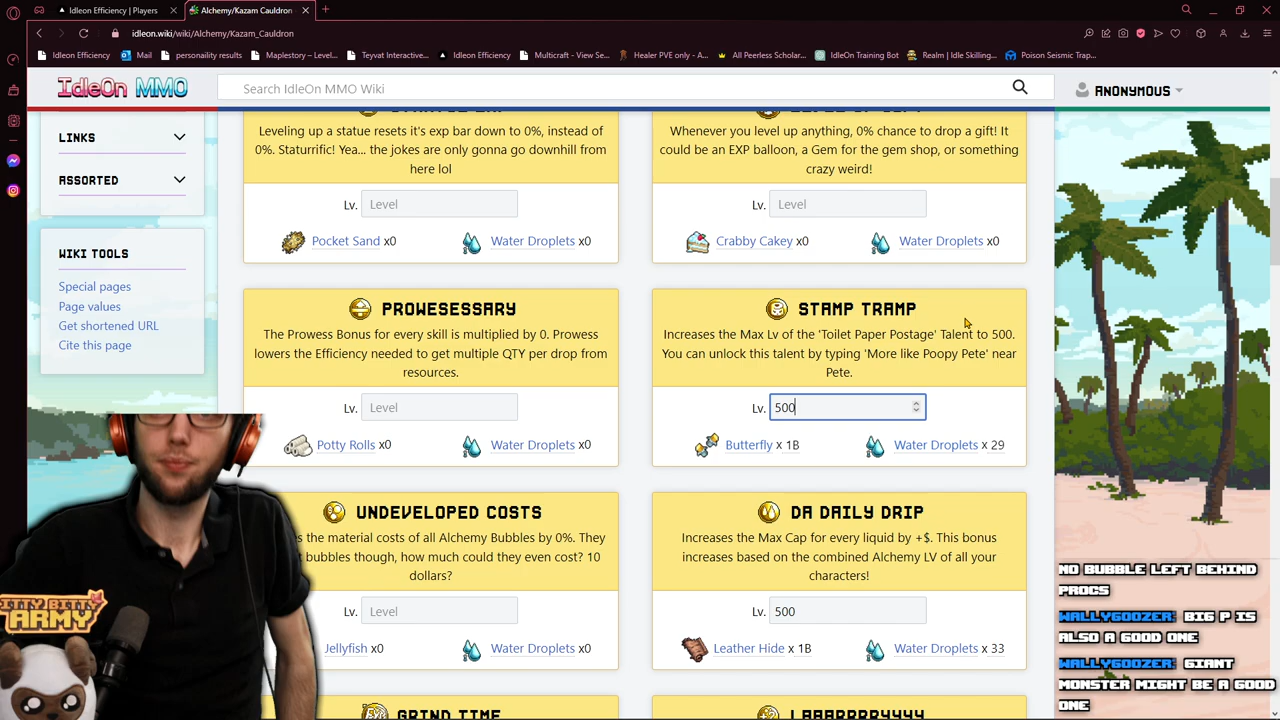 Idleon Efficiency | Players
Alchemy/Kazam Cauldron
idleon.wiki/wiki/Alchemy/Kazam_Cauldron
Idleon Efficiency
Mail
personaility results
Maplestory – Level...
Teyvat Interactive...
Idleon Efficiency
Multicraft - View Se...
Healer PVE only - A...
All Peerless Scholar...
IdleOn Training Bot
Realm | Idle Skilling...
Poison Seismic Trap...
IdleOn MMO
Search IdleOn MMO Wiki
ANONYMOUS
LINKS
ASSORTED
WIKI TOOLS
Special pages
Page values
Get shortened URL
Cite this page
Leveling up a statue resets it's exp bar down to 0%, instead of
0%. Staturrific! Yea... the jokes are only gonna go downhill from
here lol
Lv. Level
Pocket Sand x0
Water Droplets x0
Whenever you level up anything, 0% chance to drop a gift! It
could be an EXP balloon, a Gem for the gem shop, or something
crazy weird!
Lv. Level
Crabby Cakey x0
Water Droplets x0
PROWESESSARY
The Prowess Bonus for every skill is multiplied by 0. Prowess
lowers the Efficiency needed to get multiple QTY per drop from
resources.
Lv. Level
Potty Rolls x0
Water Droplets x0
STAMP TRAMP
Increases the Max Lv of the 'Toilet Paper Postage' Talent to 500.
You can unlock this talent by typing 'More like Poopy Pete' near
Pete.
Lv. 500
Butterfly x 1B
Water Droplets x 29
UNDEVELOPED COSTS
s the material costs of all Alchemy Bubbles by 0%. They
bubbles though, how much could they even cost? 10
dollars?
Lv. Level
Jellyfish x0
Water Droplets x0
DA DAILY DRIP
Increases the Max Cap for every liquid by +$. This bonus
increases based on the combined Alchemy LV of all your
characters!
Lv. 500
Leather Hide x 1B
Water Droplets x 33
GRIND TIME
LAAARRRRYYYY
ITTY BITTY
ARMY
NO BUBBLE LEFT BEHIND
PROCS
WALLYGOOZER: BIG P IS
ALSO A GOOD ONE
WALLYGOOZER: GIANT
MONSTER MIGHT BE A GOOD
ONE